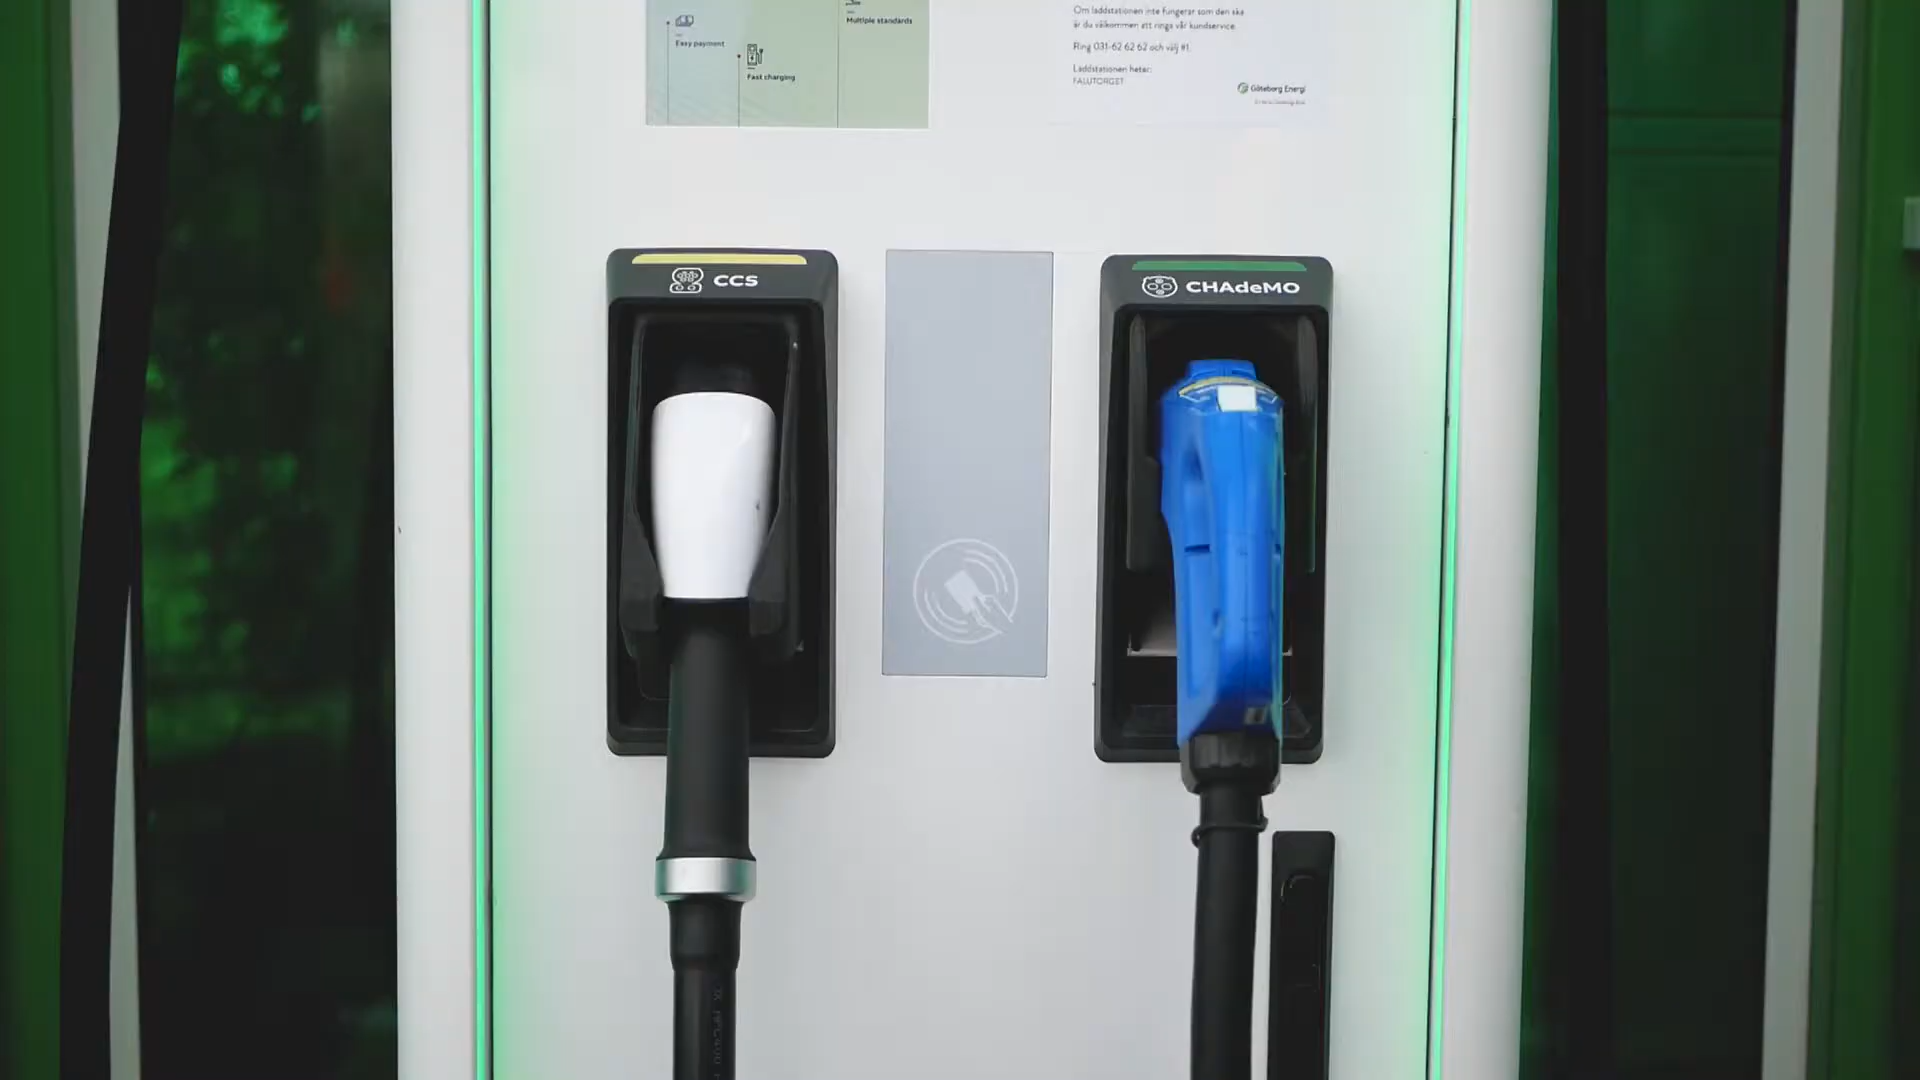 Easy payment
Fast charging
Multiple standards
Om laddstationen inte fungerar som den ska
är du välkommen att ringa vår kundservice.
Ring 031-62 62 62 och välj #1.
Laddstationen heter:
FALUTORGET
Göteborg Energi
CCS
CHAdeMO